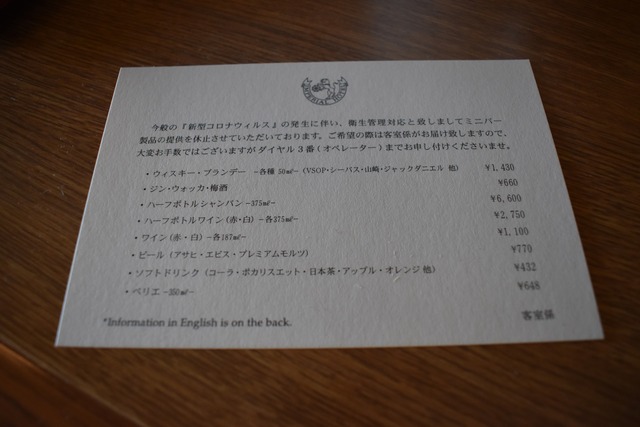 IMPERIAL HOTEL
今般の『新型コロナウィルス』の発生に伴い、衛生管理対応と致しましてミニバー
製品の提供を休止させていただいております。ご希望の際は客室係がお届け致しますので、
大変お手数ではございますがダイヤル3番(オペレーター)までお申し付けくださいませ。
・ウィスキー・ブランデー -各種 50㎖- (VSOP・シーバス・山崎・ジャックダニエル 他) ¥1,430
・ジン・ウォッカ・梅酒 ¥660
・ハーフボトルシャンパン -375㎖- ¥6,600
・ハーフボトルワイン(赤・白)-各375㎖- ¥2,750
・ワイン(赤・白)-各187㎖- ¥1,100
・ビール(アサヒ・エビス・プレミアムモルツ) ¥770
・ソフトドリンク(コーラ・ポカリスエット・日本茶・アップル・オレンジ 他) ¥432
・ペリエ -350㎖- ¥648
*Information in English is on the back.
客室係